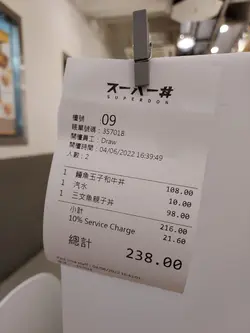 スーパー丼
SUPERDON
檯號 : 09
賬單號碼 : 357018
開檯員工 : Draw
開檯時間 : 04/06/2022 16:39:49
人數 : 2
1 鰻魚玉子和牛丼 108.00
1 汽水 10.00
1 三文魚親子丼 98.00
小計 216.00
10% Service Charge 21.60
總計 238.00